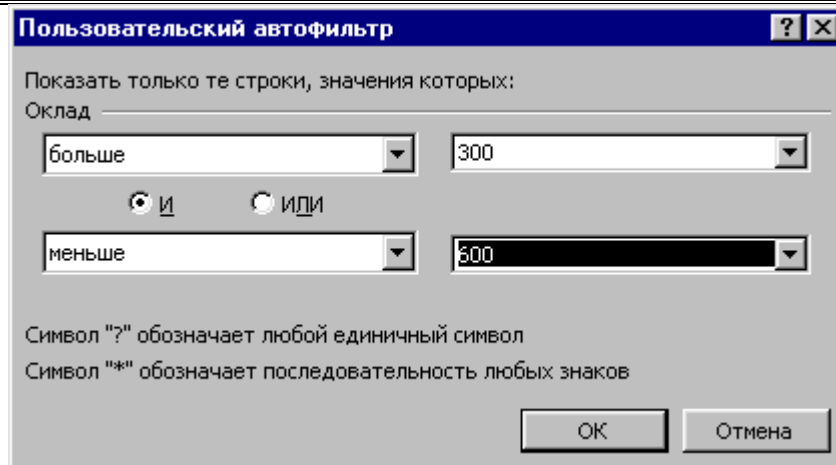 Пользовательский автофильтр
Показать только те строки, значения которых:
Оклад
больше 300
И ИЛИ
меньше 600
Символ "?" обозначает любой единичный символ
Символ "*" обозначает последовательность любых знаков
OK Отмена